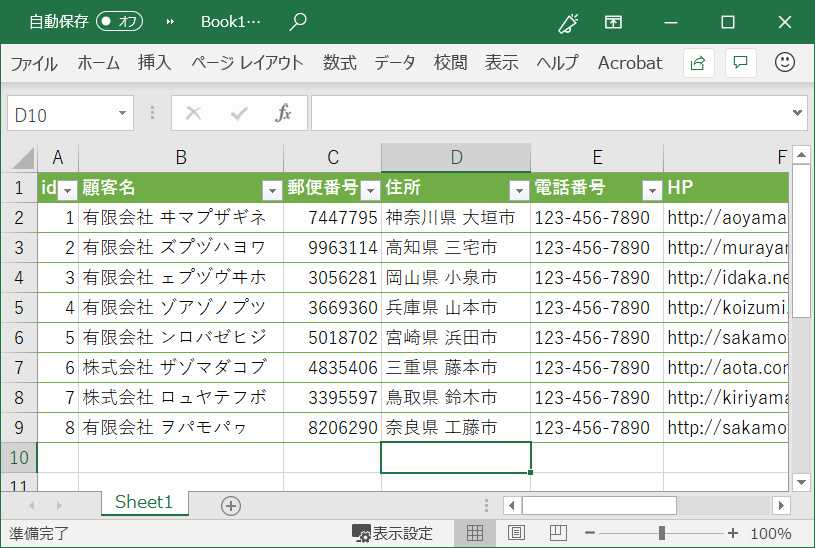 自動保存 オフ Book1…
ファイル ホーム 挿入 ページ レイアウト 数式 データ 校閲 表示 ヘルプ Acrobat
D10 fx
A B C D E F
1 id 顧客名 郵便番号 住所 電話番号 HP
2 1 有限会社 ヰマプザギネ 7447795 神奈川県 大垣市 123-456-7890 http://aoyama
3 2 有限会社 ズプヅハヨワ 9963114 高知県 三宅市 123-456-7890 http://murayar
4 3 有限会社 ェプヅヴヰホ 3056281 岡山県 小泉市 123-456-7890 http://idaka.ne
5 4 有限会社 ゾアゾノプツ 3669360 兵庫県 山本市 123-456-7890 http://koizumi.
6 5 有限会社 ンロバゼヒジ 5018702 宮崎県 浜田市 123-456-7890 http://sakamo
7 6 株式会社 ザゾマダコブ 4835406 三重県 藤本市 123-456-7890 http://aota.con
8 7 株式会社 ロュヤテフボ 3395597 鳥取県 鈴木市 123-456-7890 http://kiriyama
9 8 有限会社 ヲパモパヮ 8206290 奈良県 工藤市 123-456-7890 http://sakamo
10
11
Sheet1
準備完了 表示設定 100%